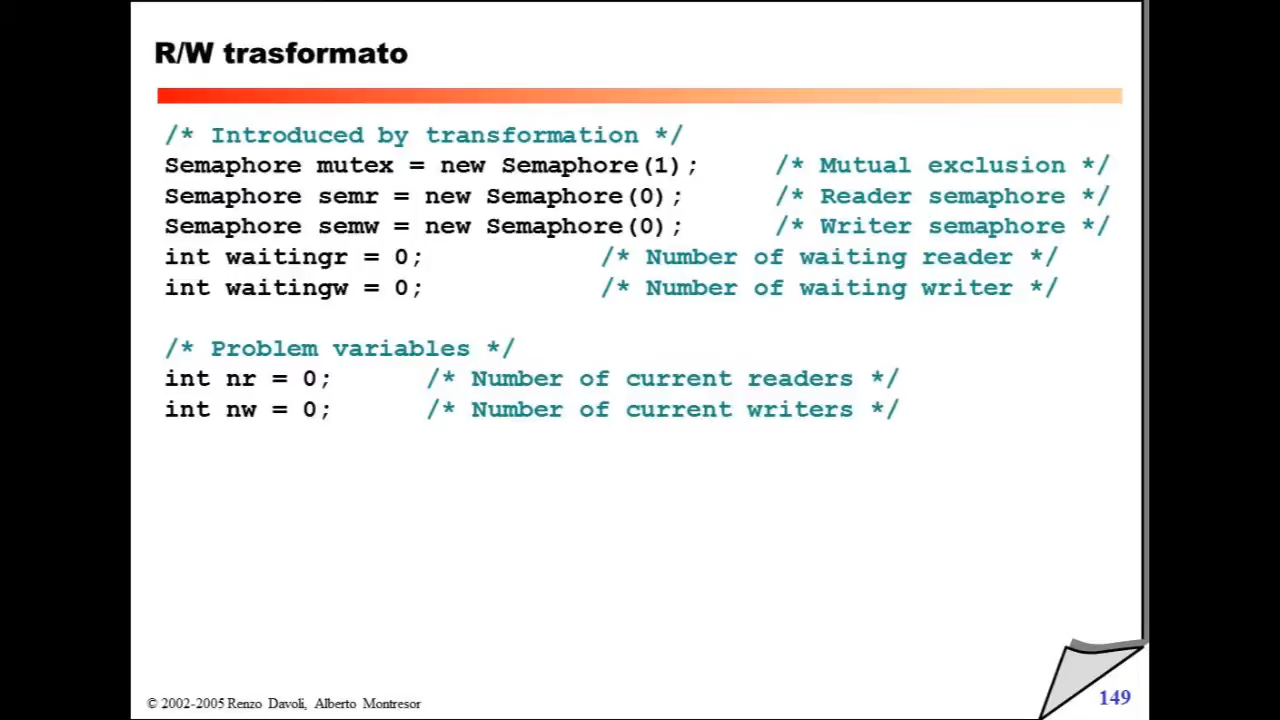 R/W trasformato
/* Introduced by transformation */
Semaphore mutex = new Semaphore(1); /* Mutual exclusion */
Semaphore semr = new Semaphore(0); /* Reader semaphore */
Semaphore semw = new Semaphore(0); /* Writer semaphore */
int waitingr = 0; /* Number of waiting reader */
int waitingw = 0; /* Number of waiting writer */
/* Problem variables */
int nr = 0; /* Number of current readers */
int nw = 0; /* Number of current writers */
© 2002-2005 Renzo Davoli, Alberto Montresor
149